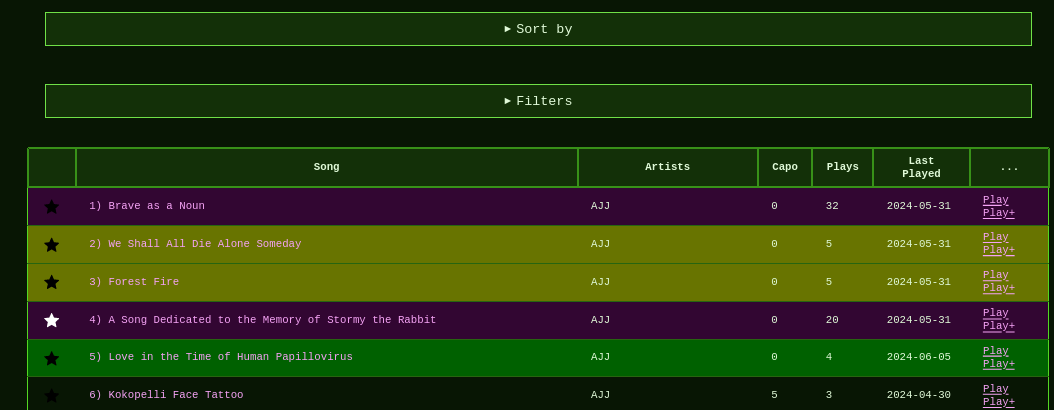 ► Sort by
► Filters
Song Artists Capo Plays Last Played ...
1) Brave as a Noun AJJ 0 32 2024-05-31 Play Play+
2) We Shall All Die Alone Someday AJJ 0 5 2024-05-31 Play Play+
3) Forest Fire AJJ 0 5 2024-05-31 Play Play+
4) A Song Dedicated to the Memory of Stormy the Rabbit AJJ 0 20 2024-05-31 Play Play+
5) Love in the Time of Human Papillovirus AJJ 0 4 2024-06-05 Play Play+
6) Kokopelli Face Tattoo AJJ 5 3 2024-04-30 Play Play+